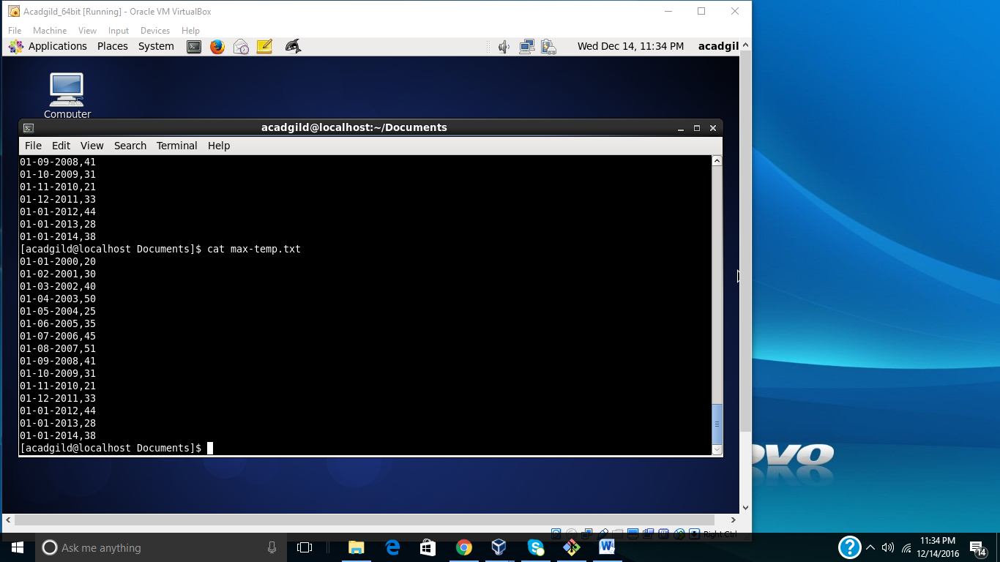 Acadgild_64bit [Running] - Oracle VM VirtualBox
File Machine View Input Devices Help
Applications Places System Wed Dec 14, 11:34 PM acadgil
Computer
acadgild@localhost:~/Documents
File Edit View Search Terminal Help
01-09-2008,41
01-10-2009,31
01-11-2010,21
01-12-2011,33
01-01-2012,44
01-01-2013,28
01-01-2014,38
[acadgild@localhost Documents]$ cat max-temp.txt
01-01-2000,20
01-02-2001,30
01-03-2002,40
01-04-2003,50
01-05-2004,25
01-06-2005,35
01-07-2006,45
01-08-2007,51
01-09-2008,41
01-10-2009,31
01-11-2010,21
01-12-2011,33
01-01-2012,44
01-01-2013,28
01-01-2014,38
[acadgild@localhost Documents]$
ovo
Right Ctrl
Ask me anything
11:34 PM
12/14/2016
14